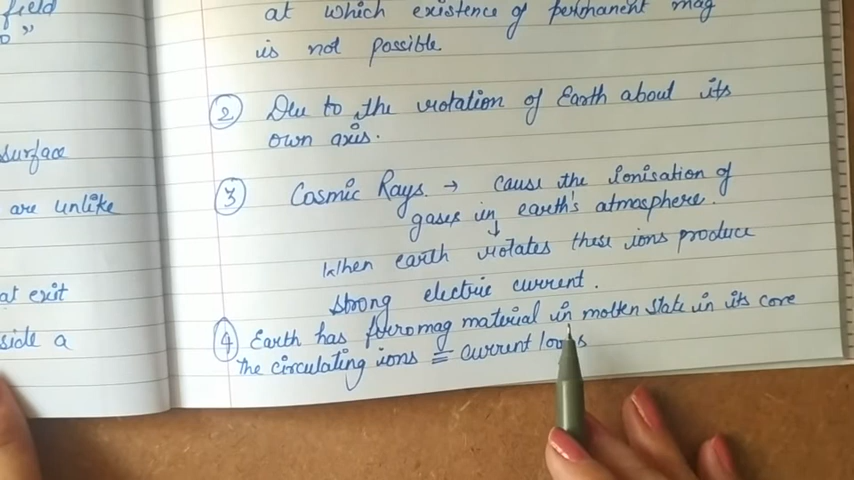 field
D"
surface
are unlike
at exit
side a
at which existence of permanent mag
is not possible
② Due to the rotation of Earth about its
own axis.
③ Cosmic Rays → cause the Ionisation of
gases in earth's atmosphere.
↓
When earth rotates these ions produce
strong electric current.
④ Earth has ferromag material in molten state in its core
The circulating ions ≡ current loops